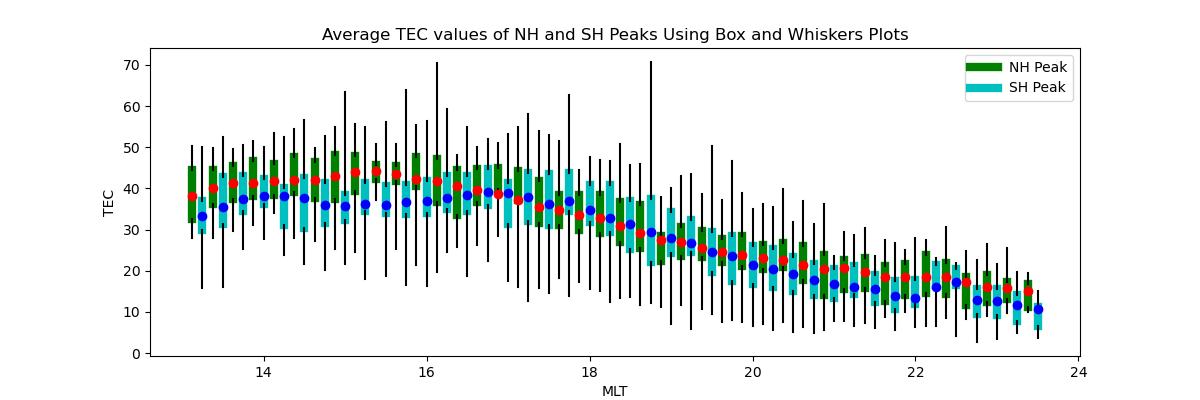 Average TEC values of NH and SH Peaks Using Box and Whiskers Plots
NH Peak
SH Peak
70
60
50
40
30
20
10
0
TEC
14 16 18 20 22 24
MLT